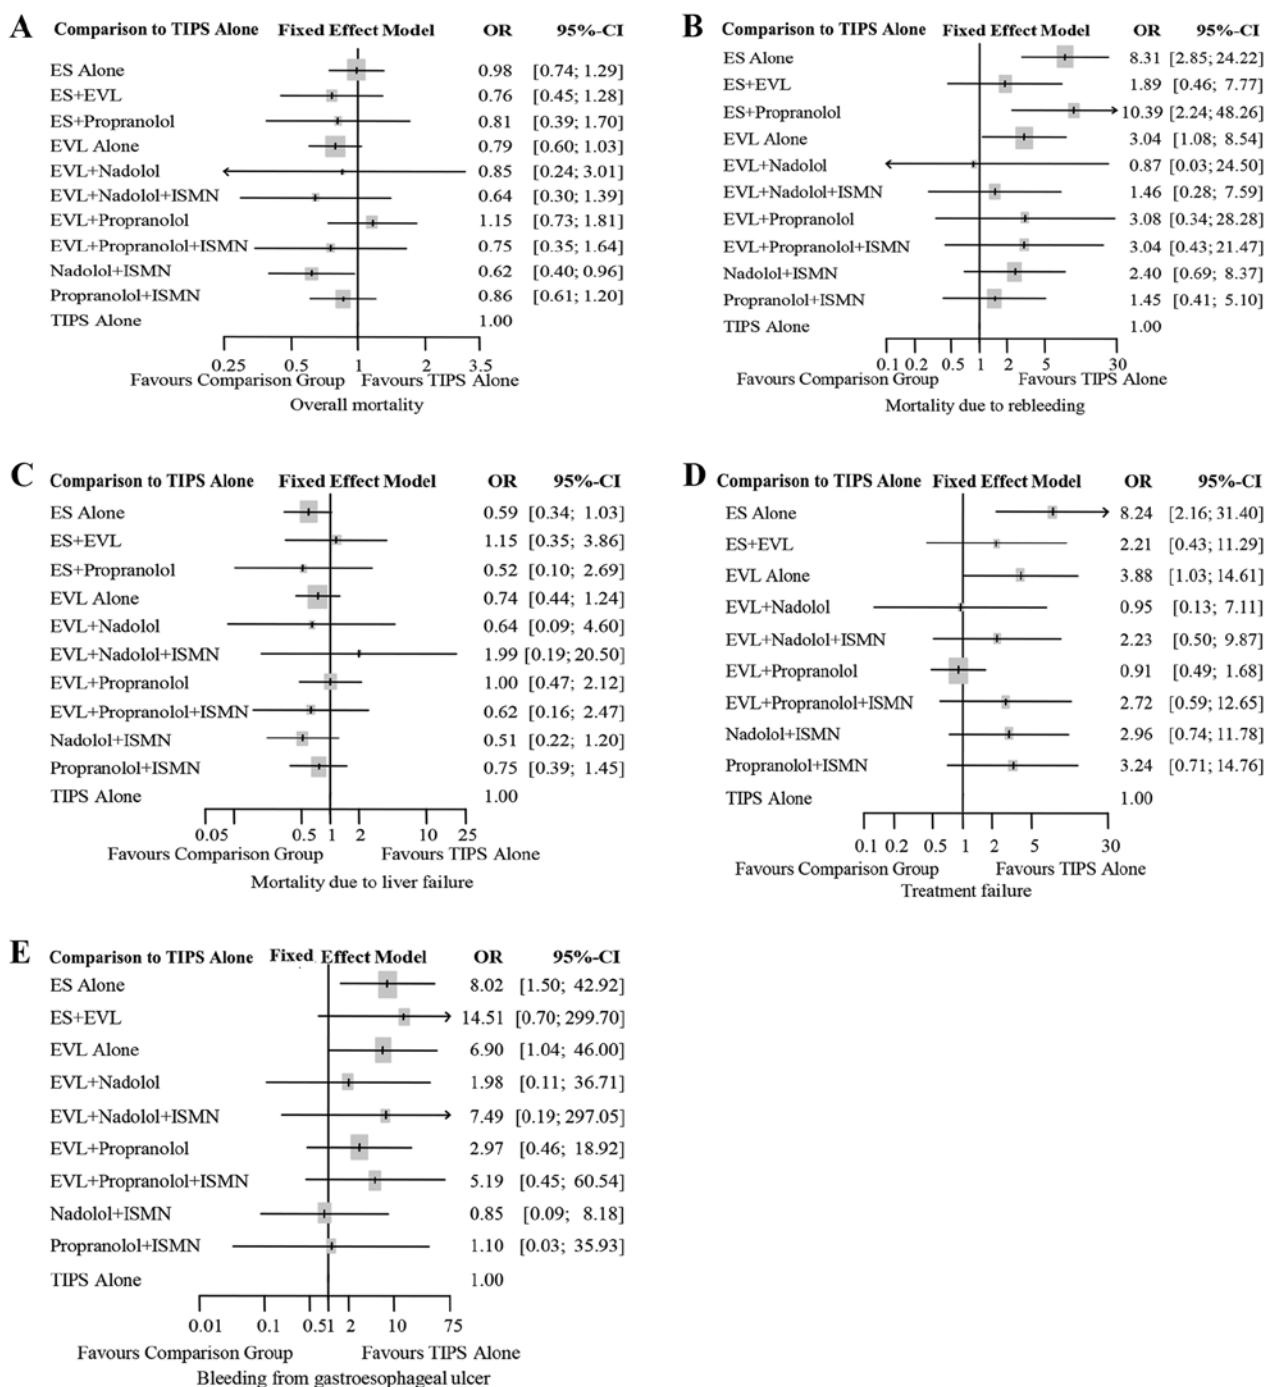 A
Comparison to TIPS Alone Fixed Effect Model OR 95%-CI
ES Alone 0.98 [0.74; 1.29]
ES+EVL 0.76 [0.45; 1.28]
ES+Propranolol 0.81 [0.39; 1.70]
EVL Alone 0.79 [0.60; 1.03]
EVL+Nadolol 0.85 [0.24; 3.01]
EVL+Nadolol+ISMN 0.64 [0.30; 1.39]
EVL+Propranolol 1.15 [0.73; 1.81]
EVL+Propranolol+ISMN 0.75 [0.35; 1.64]
Nadolol+ISMN 0.62 [0.40; 0.96]
Propranolol+ISMN 0.86 [0.61; 1.20]
TIPS Alone 1.00
0.25 0.5 1 2 3.5
Favours Comparison Group Favours TIPS Alone
Overall mortality
B
Comparison to TIPS Alone Fixed Effect Model OR 95%-CI
ES Alone 8.31 [2.85; 24.22]
ES+EVL 1.89 [0.46; 7.77]
ES+Propranolol 10.39 [2.24; 48.26]
EVL Alone 3.04 [1.08; 8.54]
EVL+Nadolol 0.87 [0.03; 24.50]
EVL+Nadolol+ISMN 1.46 [0.28; 7.59]
EVL+Propranolol 3.08 [0.34; 28.28]
EVL+Propranolol+ISMN 3.04 [0.43; 21.47]
Nadolol+ISMN 2.40 [0.69; 8.37]
Propranolol+ISMN 1.45 [0.41; 5.10]
TIPS Alone 1.00
0.1 0.2 0.5 1 2 5 30
Favours Comparison Group Favours TIPS Alone
Mortality due to rebleeding
C
Comparison to TIPS Alone Fixed Effect Model OR 95%-CI
ES Alone 0.59 [0.34; 1.03]
ES+EVL 1.15 [0.35; 3.86]
ES+Propranolol 0.52 [0.10; 2.69]
EVL Alone 0.74 [0.44; 1.24]
EVL+Nadolol 0.64 [0.09; 4.60]
EVL+Nadolol+ISMN 1.99 [0.19; 20.50]
EVL+Propranolol 1.00 [0.47; 2.12]
EVL+Propranolol+ISMN 0.62 [0.16; 2.47]
Nadolol+ISMN 0.51 [0.22; 1.20]
Propranolol+ISMN 0.75 [0.39; 1.45]
TIPS Alone 1.00
0.05 0.5 1 2 10 25
Favours Comparison Group Favours TIPS Alone
Mortality due to liver failure
D
Comparison to TIPS Alone Fixed Effect Model OR 95%-CI
ES Alone 8.24 [2.16; 31.40]
ES+EVL 2.21 [0.43; 11.29]
EVL Alone 3.88 [1.03; 14.61]
EVL+Nadolol 0.95 [0.13; 7.11]
EVL+Nadolol+ISMN 2.23 [0.50; 9.87]
EVL+Propranolol 0.91 [0.49; 1.68]
EVL+Propranolol+ISMN 2.72 [0.59; 12.65]
Nadolol+ISMN 2.96 [0.74; 11.78]
Propranolol+ISMN 3.24 [0.71; 14.76]
TIPS Alone 1.00
0.1 0.2 0.5 1 2 5 30
Favours Comparison Group Favours TIPS Alone
Treatment failure
E
Comparison to TIPS Alone Fixed Effect Model OR 95%-CI
ES Alone 8.02 [1.50; 42.92]
ES+EVL 14.51 [0.70; 299.70]
EVL Alone 6.90 [1.04; 46.00]
EVL+Nadolol 1.98 [0.11; 36.71]
EVL+Nadolol+ISMN 7.49 [0.19; 297.05]
EVL+Propranolol 2.97 [0.46; 18.92]
EVL+Propranolol+ISMN 5.19 [0.45; 60.54]
Nadolol+ISMN 0.85 [0.09; 8.18]
Propranolol+ISMN 1.10 [0.03; 35.93]
TIPS Alone 1.00
0.01 0.1 0.5 1 2 10 75
Favours Comparison Group Favours TIPS Alone
Bleeding from gastroesophageal ulcer